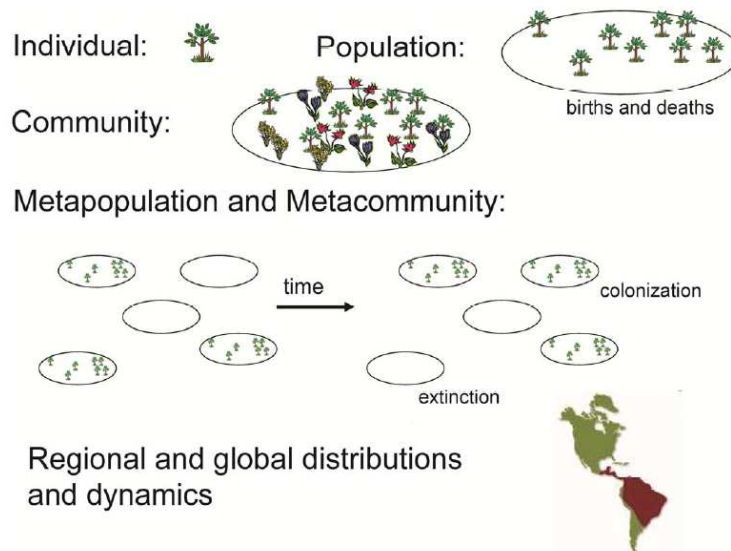 Individual:
Population:
births and deaths
Community:
Metapopulation and Metacommunity:
time
colonization
extinction
Regional and global distributions
and dynamics